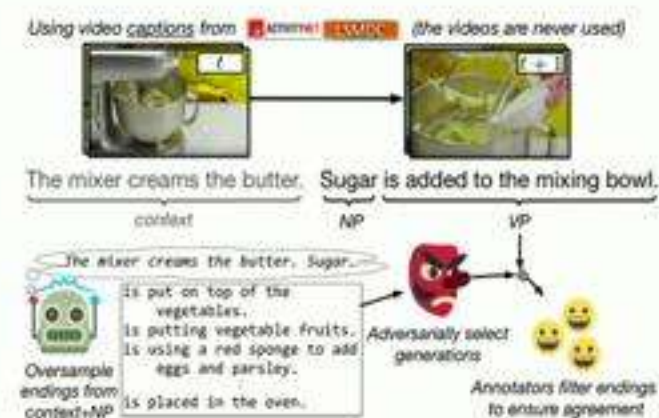 Using video captions from ACTIVITYNET LSMDC (the videos are never used)
The mixer creams the butter. Sugar is added to the mixing bowl.
context NP VP
The mixer creams the butter. Sugar…
is put on top of the
vegetables.
is putting vegetable fruits.
is using a red sponge to add
eggs and parsley.
is placed in the oven.
Oversample
endings from
context+NP
Adversarially select
generations
Annotators filter endings
to ensure agreement